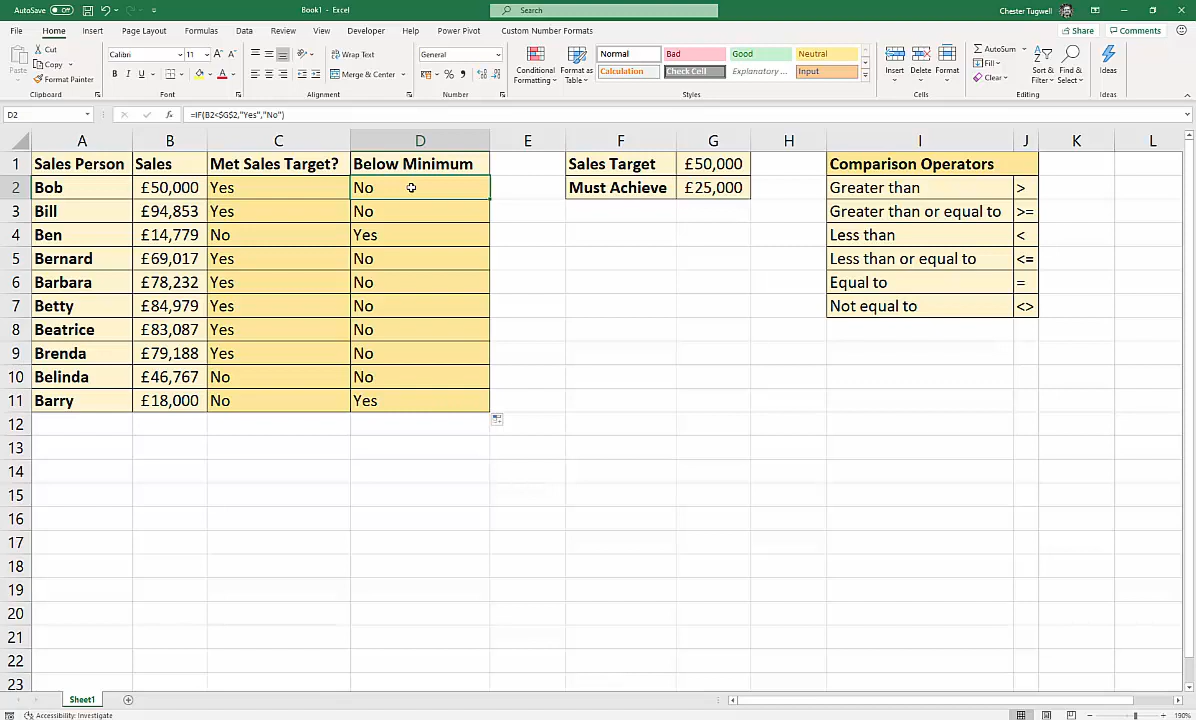 AutoSave Off Book1 - Excel Search Chester Tugwell
File Home Insert Page Layout Formulas Data Review View Developer Help Power Pivot Custom Number Formats Share Comments
Cut
Copy
Format Painter
Paste
Clipboard
Calibri 11
B I U
Font
Wrap Text
Merge & Center
Alignment
General
Number
Conditional Formatting
Format as Table
Normal Bad Good Neutral
Calculation Check Cell Explanatory ... Input
Styles
Insert Delete Format
Cells
AutoSum
Fill
Clear
Sort & Filter
Find & Select
Editing
Ideas
Ideas
D2 fx =IF(B2<$G$2,"Yes","No")
A B C D E F G H I J K L
1 Sales Person Sales Met Sales Target? Below Minimum Sales Target £50,000 Comparison Operators
2 Bob £50,000 Yes No Must Achieve £25,000 Greater than >
3 Bill £94,853 Yes No Greater than or equal to >=
4 Ben £14,779 No Yes Less than <
5 Bernard £69,017 Yes No Less than or equal to <=
6 Barbara £78,232 Yes No Equal to =
7 Betty £84,979 Yes No Not equal to <>
8 Beatrice £83,087 Yes No
9 Brenda £79,188 Yes No
10 Belinda £46,767 No No
11 Barry £18,000 No Yes
12
13
14
15
16
17
18
19
20
21
22
23
Sheet1
Accessibility: Investigate 190%